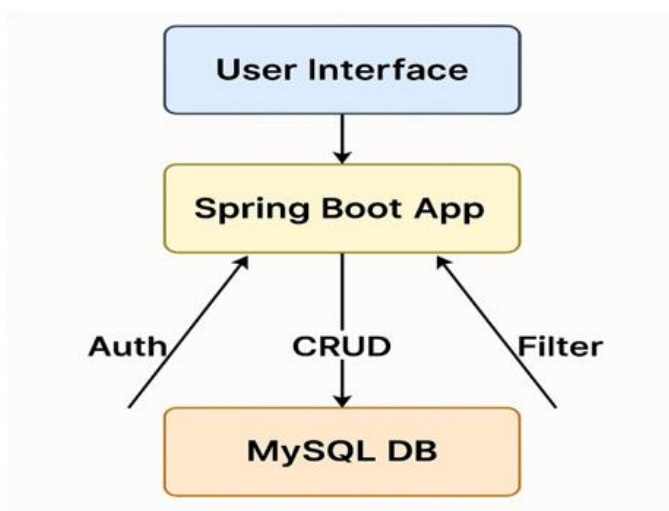 User Interface
Spring Boot App
Auth
CRUD
Filter
MySQL DB